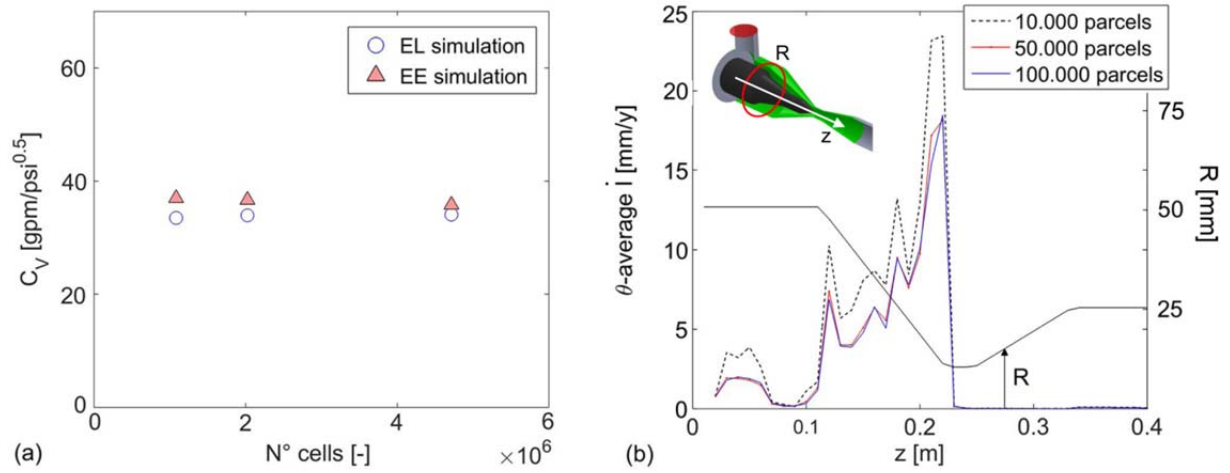 60
40
20
0
0
2
4
6
×10⁶
C_V [gpm/psi^0.5]
N° cells [-]
EL simulation
EE simulation
(a)
25
20
15
10
5
0
0
0.1
0.2
0.3
0.4
θ-average i̇ [mm/y]
z [m]
10.000 parcels
50.000 parcels
100.000 parcels
75
50
25
R [mm]
R
z
R
(b)